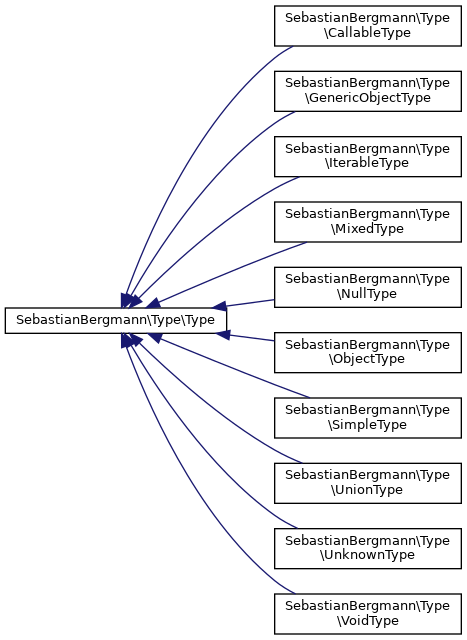 SebastianBergmann\Type
\CallableType
SebastianBergmann\Type
\GenericObjectType
SebastianBergmann\Type
\IterableType
SebastianBergmann\Type
\MixedType
SebastianBergmann\Type
\NullType
SebastianBergmann\Type\Type
SebastianBergmann\Type
\ObjectType
SebastianBergmann\Type
\SimpleType
SebastianBergmann\Type
\UnionType
SebastianBergmann\Type
\UnknownType
SebastianBergmann\Type
\VoidType